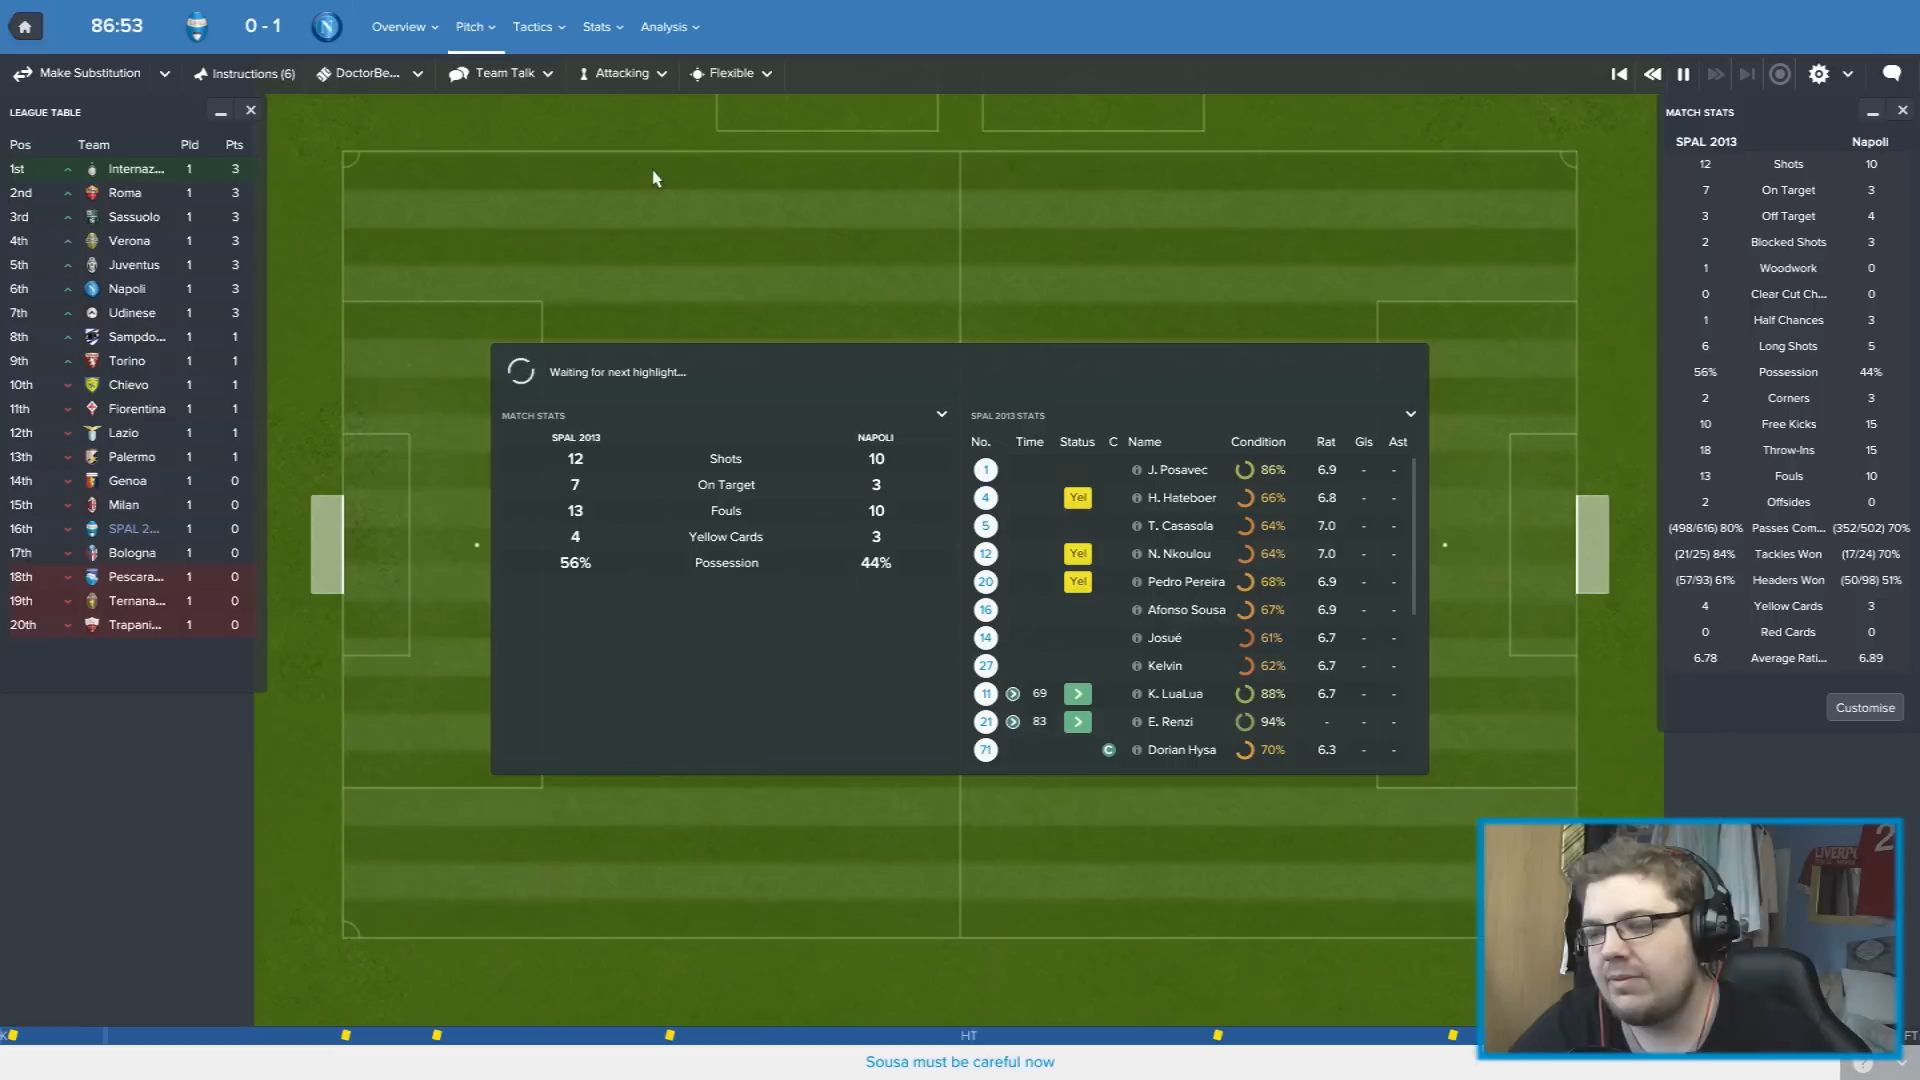 86:53 0 - 1 Overview Pitch Tactics Stats Analysis
Make Substitution Instructions (6) DoctorBe... Team Talk Attacking Flexible
LEAGUE TABLE
Pos Team Pld Pts
1st Internaz... 1 3
2nd Roma 1 3
3rd Sassuolo 1 3
4th Verona 1 3
5th Juventus 1 3
6th Napoli 1 3
7th Udinese 1 3
8th Sampdo... 1 1
9th Torino 1 1
10th Chievo 1 1
11th Fiorentina 1 1
12th Lazio 1 1
13th Palermo 1 1
14th Genoa 1 0
15th Milan 1 0
16th SPAL 2... 1 0
17th Bologna 1 0
18th Pescara... 1 0
19th Ternana... 1 0
20th Trapani... 1 0
Waiting for next highlight...
MATCH STATS
SPAL 2013 NAPOLI
12 Shots 10
7 On Target 3
13 Fouls 10
4 Yellow Cards 3
56% Possession 44%
SPAL 2013 STATS
No. Time Status C Name Condition Rat Gls Ast
1 J. Posavec 86% 6.9 - -
4 Yel H. Hateboer 66% 6.8 - -
5 T. Casasola 64% 7.0 - -
12 Yel N. Nkoulou 64% 7.0 - -
20 Yel Pedro Pereira 68% 6.9 - -
16 Afonso Sousa 67% 6.9 - -
14 Josué 61% 6.7 - -
27 Kelvin 62% 6.7 - -
11 69 K. LuaLua 88% 6.7 - -
21 83 E. Renzi 94% - - -
71 C Dorian Hysa 70% 6.3 - -
MATCH STATS
SPAL 2013 Napoli
12 Shots 10
7 On Target 3
3 Off Target 4
2 Blocked Shots 3
1 Woodwork 0
0 Clear Cut Ch... 0
1 Half Chances 3
6 Long Shots 5
56% Possession 44%
2 Corners 3
10 Free Kicks 15
18 Throw-Ins 15
13 Fouls 10
2 Offsides 0
(498/616) 80% Passes Com... (352/502) 70%
(21/25) 84% Tackles Won (17/24) 70%
(57/93) 61% Headers Won (50/98) 51%
4 Yellow Cards 3
0 Red Cards 0
6.78 Average Rati... 6.89
Customise
2
HT
FT
Sousa must be careful now